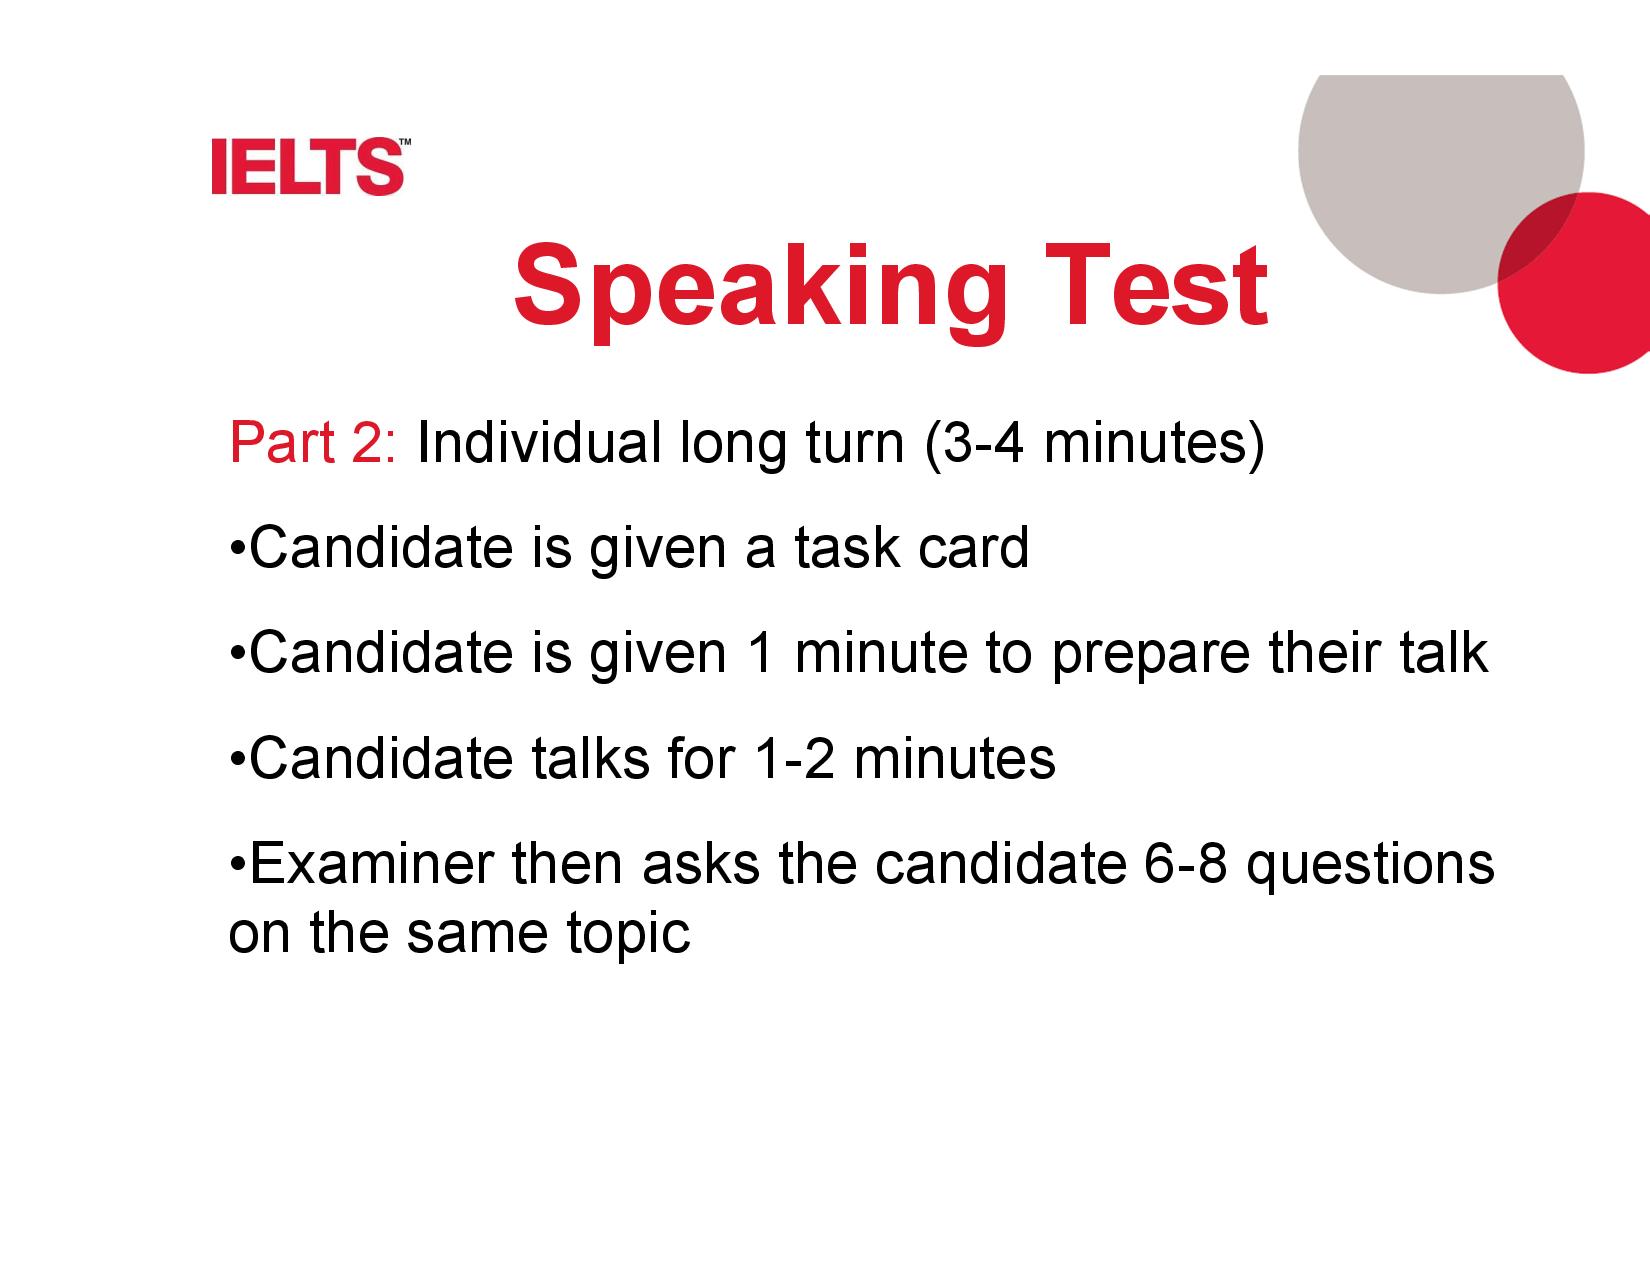 IELTS™
Speaking Test
Part 2: Individual long turn (3-4 minutes)
•Candidate is given a task card
•Candidate is given 1 minute to prepare their talk
•Candidate talks for 1-2 minutes
•Examiner then asks the candidate 6-8 questions
on the same topic